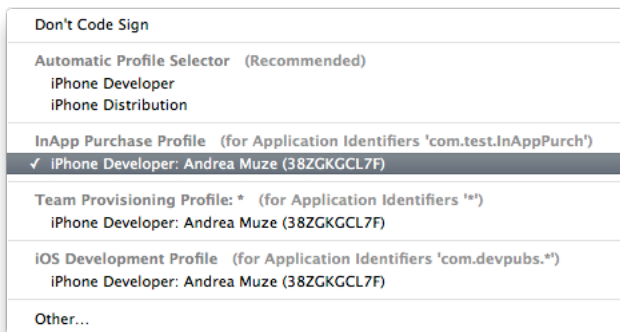 Don't Code Sign
Automatic Profile Selector (Recommended)
iPhone Developer
iPhone Distribution
InApp Purchase Profile (for Application Identifiers 'com.test.InAppPurch')
✓ iPhone Developer: Andrea Muze (38ZGKGCL7F)
Team Provisioning Profile: * (for Application Identifiers '*')
iPhone Developer: Andrea Muze (38ZGKGCL7F)
iOS Development Profile (for Application Identifiers 'com.devpubs.*')
iPhone Developer: Andrea Muze (38ZGKGCL7F)
Other...